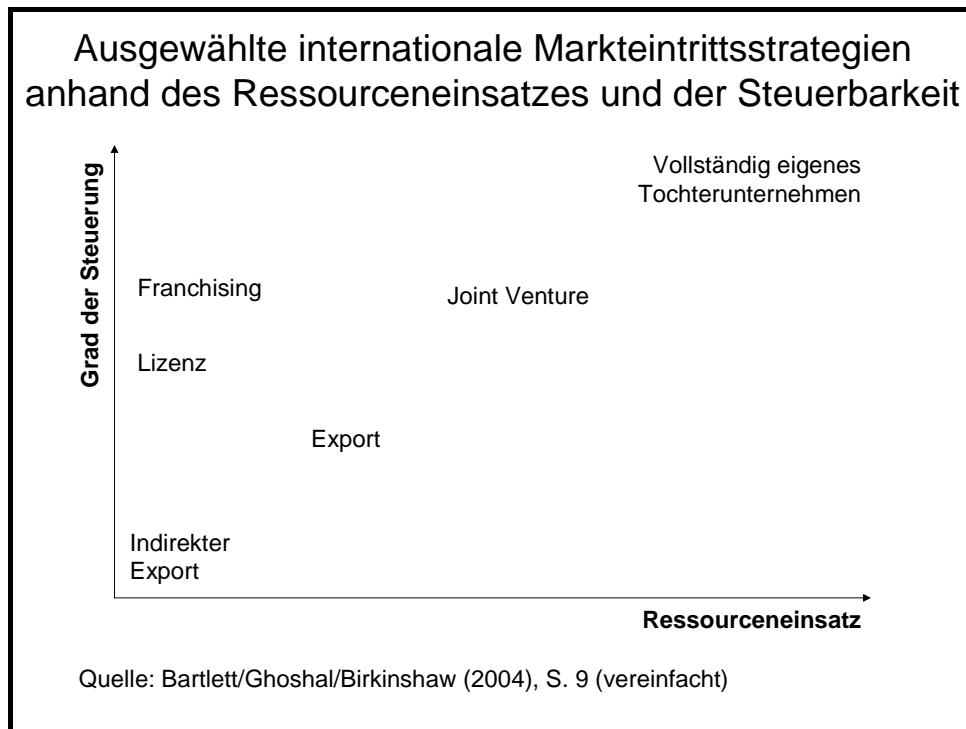 Ausgewählte internationale Markteintrittsstrategien
anhand des Ressourceneinsatzes und der Steuerbarkeit
Grad der Steuerung
Vollständig eigenes
Tochterunternehmen
Franchising
Joint Venture
Lizenz
Export
Indirekter
Export
Ressourceneinsatz
Quelle: Bartlett/Ghoshal/Birkinshaw (2004), S. 9 (vereinfacht)